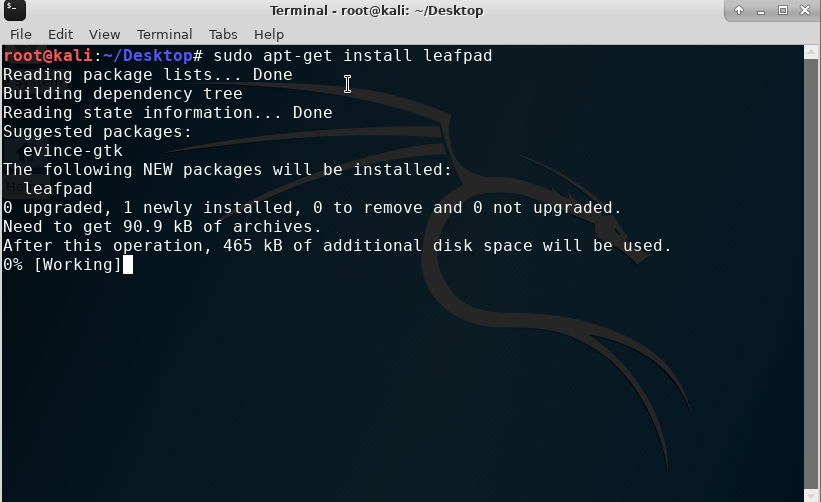 Terminal - root@kali: ~/Desktop
File Edit View Terminal Tabs Help
root@kali:~/Desktop# sudo apt-get install leafpad
Reading package lists... Done
Building dependency tree
Reading state information... Done
Suggested packages:
  evince-gtk
The following NEW packages will be installed:
  leafpad
0 upgraded, 1 newly installed, 0 to remove and 0 not upgraded.
Need to get 90.9 kB of archives.
After this operation, 465 kB of additional disk space will be used.
0% [Working]